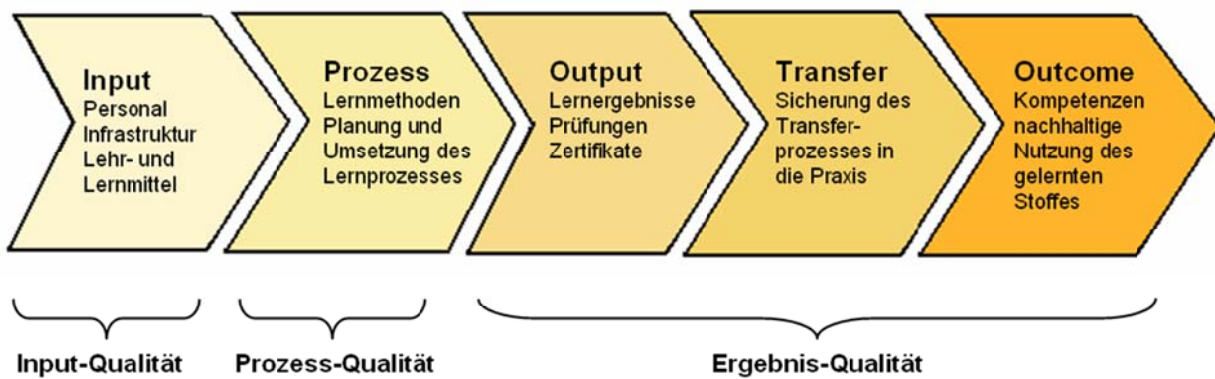 Input
Personal
Infrastruktur
Lehr- und
Lernmittel
Prozess
Lernmethoden
Planung und
Umsetzung des
Lernprozesses
Output
Lernergebnisse
Prüfungen
Zertifikate
Transfer
Sicherung des
Transfer-
prozesses in
die Praxis
Outcome
Kompetenzen
nachhaltige
Nutzung des
gelernten
Stoffes
Input-Qualität
Prozess-Qualität
Ergebnis-Qualität